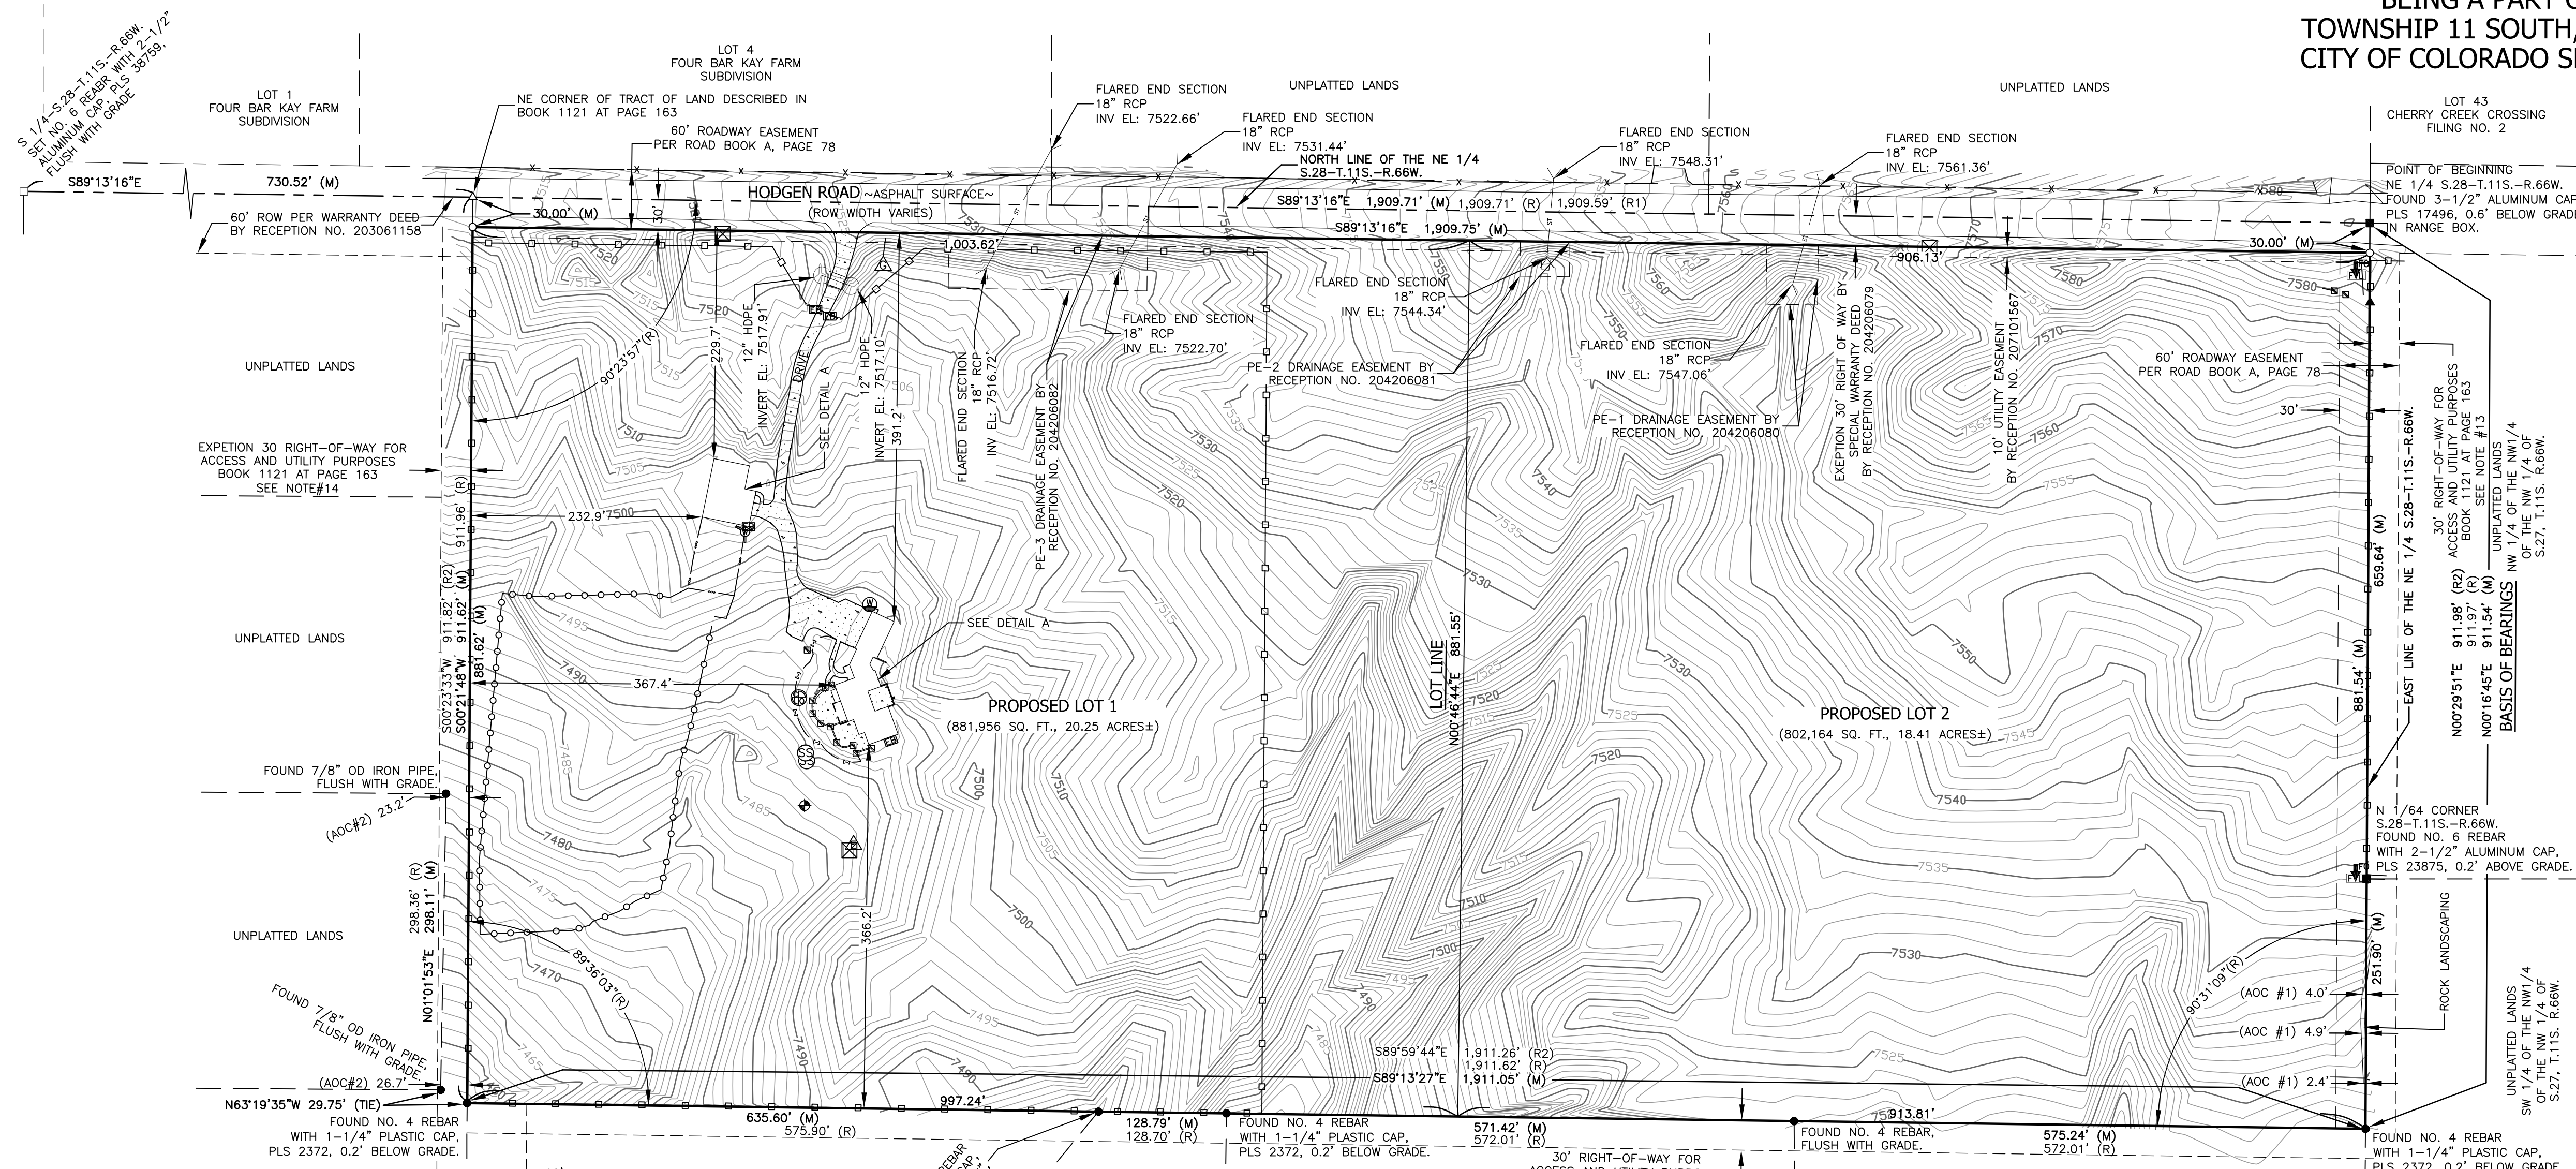 BEING A PART
TOWNSHIP 11 SOUTH,
CITY OF COLORADO
S 1/4-S.28-T.11S.-R.66W.
SET NO. 6 REABR WITH 2-1/2"
ALUMINUM CAP, PLS 38759,
FLUSH WITH GRADE
LOT 1
FOUR BAR KAY FARM
SUBDIVISION
LOT 4
FOUR BAR KAY FARM
SUBDIVISION
NE CORNER OF TRACT OF LAND DESCRIBED IN
BOOK 1121 AT PAGE 163
60' ROADWAY EASEMENT
PER ROAD BOOK A, PAGE 78
FLARED END SECTION
18" RCP
INV EL: 7522.66'
UNPLATTED LANDS
FLARED END SECTION
18" RCP
INV EL: 7531.44'
NORTH LINE OF THE NE 1/4
S.28-T.11S.-R.66W.
FLARED END SECTION
18" RCP
INV EL: 7548.31'
FLARED END SECTION
18" RCP
INV EL: 7561.36'
UNPLATTED LANDS
LOT 43
CHERRY CREEK CROSSING
FILING NO. 2
POINT OF BEGINNING
NE 1/4 S.28-T.11S.-R.66W.
FOUND 3-1/2" ALUMINUM CAP
PLS 17496, 0.6' BELOW GRADE
IN RANGE BOX.
S89°13'16"E 730.52' (M)
60' ROW PER WARRANTY DEED
BY RECEPTION NO. 203061158
30.00' (M)
30'
HODGEN ROAD ~ASPHALT SURFACE~
(ROW WIDTH VARIES)
S89°13'16"E 1,909.71' (M) 1,909.71' (R) 1,909.59' (R1)
S89°13'16"E 1,909.75' (M)
1,003.62'
906.13'
30.00' (M)
7515
7520
7525
7530
7540
7560
7570
7575
7580
90°23'57"(R)
229.7'
12" HDPE
INVERT EL: 7517.91'
DRIVE
SEE DETAIL A
12" HDPE
INVERT EL: 7517.10'
391.2'
FLARED END SECTION
18" RCP
INV EL: 7516.72'
PE-3 DRAINAGE EASEMENT BY
RECEPTION NO. 204206082
FLARED END SECTION
18" RCP
INV EL: 7522.70'
FLARED END SECTION
18" RCP
INV EL: 7544.34'
PE-2 DRAINAGE EASEMENT BY
RECEPTION NO. 204206081
FLARED END SECTION
18" RCP
INV EL: 7547.06'
PE-1 DRAINAGE EASEMENT BY
RECEPTION NO. 204206080
EXEPTION 30' RIGHT OF WAY BY
SPECIAL WARRANTY DEED
BY RECEPTION NO. 204206079
10' UTILITY EASEMENT
BY RECEPTION NO. 207101567
60' ROADWAY EASEMENT
PER ROAD BOOK A, PAGE 78
30'
30' RIGHT-OF-WAY FOR
ACCESS AND UTILITY PURPOSES
BOOK 1121 AT PAGE 163
SEE NOTE #13
UNPLATTED LANDS
NW 1/4 OF THE NW1/4
OF THE NW 1/4 OF
S.27, T.11S. R.66W.
UNPLATTED LANDS
EXPETION 30 RIGHT-OF-WAY FOR
ACCESS AND UTILITY PURPOSES
BOOK 1121 AT PAGE 163
SEE NOTE#14
232.9'
911.96' (R)
S00°23'33"W 911.82' (R2)
S00°21'48"W 911.62' (M)
881.62' (M)
UNPLATTED LANDS
367.4'
SEE DETAIL A
PROPOSED LOT 1
(881,956 SQ. FT., 20.25 ACRES±)
LOT LINE
N00°46'44"E 881.55'
PROPOSED LOT 2
(802,164 SQ. FT., 18.41 ACRES±)
659.64' (M)
881.54' (M)
EAST LINE OF THE NE 1/4 S.28-T.11S.-R.66W.
N00°29'51"E 911.98' (R2)
911.97' (R)
N00°16'45"E 911.54' (M)
BASIS OF BEARINGS
FOUND 7/8" OD IRON PIPE,
FLUSH WITH GRADE.
(AOC#2) 23.2'
298.36' (R)
N01°01'53"E 298.11' (M)
UNPLATTED LANDS
366.2'
89°36'03"(R)
N 1/64 CORNER
S.28-T.11S.-R.66W.
FOUND NO. 6 REBAR
WITH 2-1/2" ALUMINUM CAP,
PLS 23875, 0.2' ABOVE GRADE.
ROCK LANDSCAPING
251.90' (M)
90°31'09"(R)
(AOC #1) 4.0'
(AOC #1) 4.9'
(AOC #1) 2.4'
UNPLATTED LANDS
SW 1/4 OF THE NW1/4
OF THE NW 1/4 OF
S.27, T.11S. R.66W.
FOUND 7/8" OD IRON PIPE,
FLUSH WITH GRADE.
(AOC#2) 26.7'
N63°19'35"W 29.75' (TIE)
FOUND NO. 4 REBAR
WITH 1-1/4" PLASTIC CAP,
PLS 2372, 0.2' BELOW GRADE.
S89°59'44"E 1,911.26' (R2)
1,911.62' (R)
S89°13'27"E 1,911.05' (M)
635.60' (M)
575.90' (R)
997.24'
128.79' (M)
128.70' (R)
FOUND NO. 4 REBAR
WITH 1-1/4" PLASTIC CAP,
PLS 2372, 0.2' BELOW GRADE.
571.42' (M)
572.01' (R)
FOUND NO. 4 REBAR,
FLUSH WITH GRADE.
913.81'
575.24' (M)
572.01' (R)
FOUND NO. 4 REBAR
WITH 1-1/4" PLASTIC CAP,
PLS 2372, 0.2' BELOW GRADE
REBAR
CAP,
30' RIGHT-OF-WAY FOR